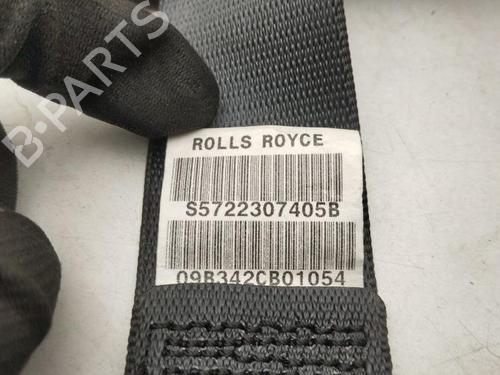 B-PARTS
ROLLS ROYCE
S5722307405B
09B342CB01054